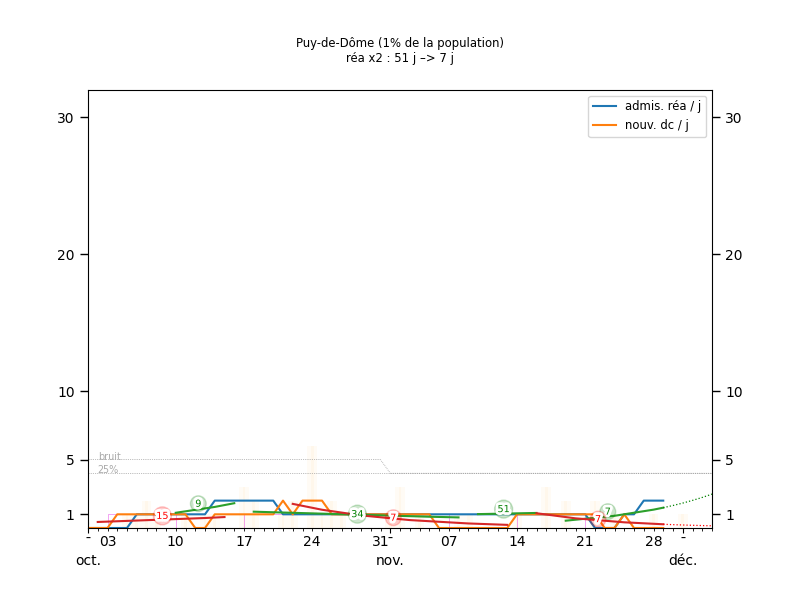 Puy-de-Dôme (1% de la population)
réa x2 : 51 j –> 7 j
admis. réa / j
nouv. dc / j
30 30
20 20
10 10
5 5
1 1
bruit
25%
15 9 34 7 51 7 7
- 03 10 17 24 31 07 14 21 28 -
oct. nov. déc.